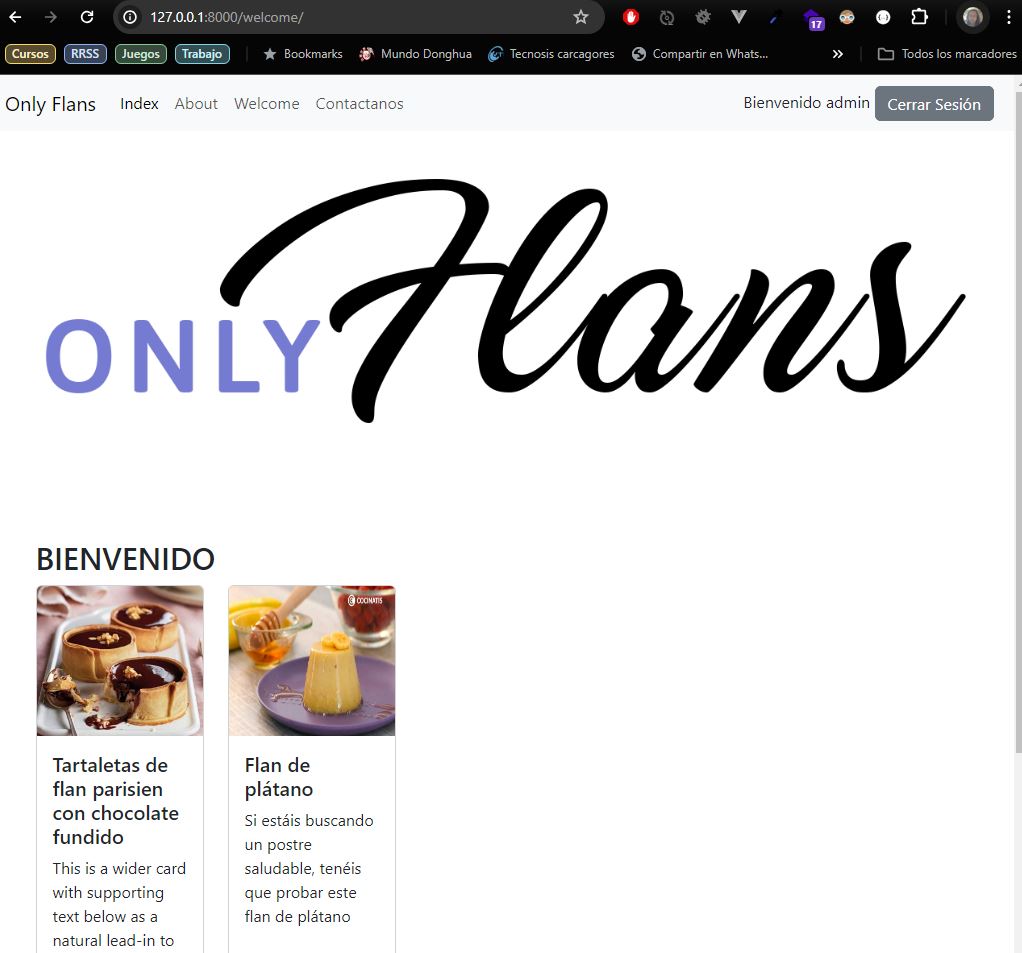 127.0.0.1:8000/welcome/
17
Cursos RRSS Juegos Trabajo Bookmarks Mundo Donghua Tecnosis carcagores Compartir en Whats... » Todos los marcadores
Only Flans Index About Welcome Contactanos Bienvenido admin Cerrar Sesión
ONLY Flans
BIENVENIDO
COCINATIS
Tartaletas de
flan parisien
con chocolate
fundido
This is a wider card
with supporting
text below as a
natural lead-in to
Flan de
plátano
Si estáis buscando
un postre
saludable, tenéis
que probar este
flan de plátano